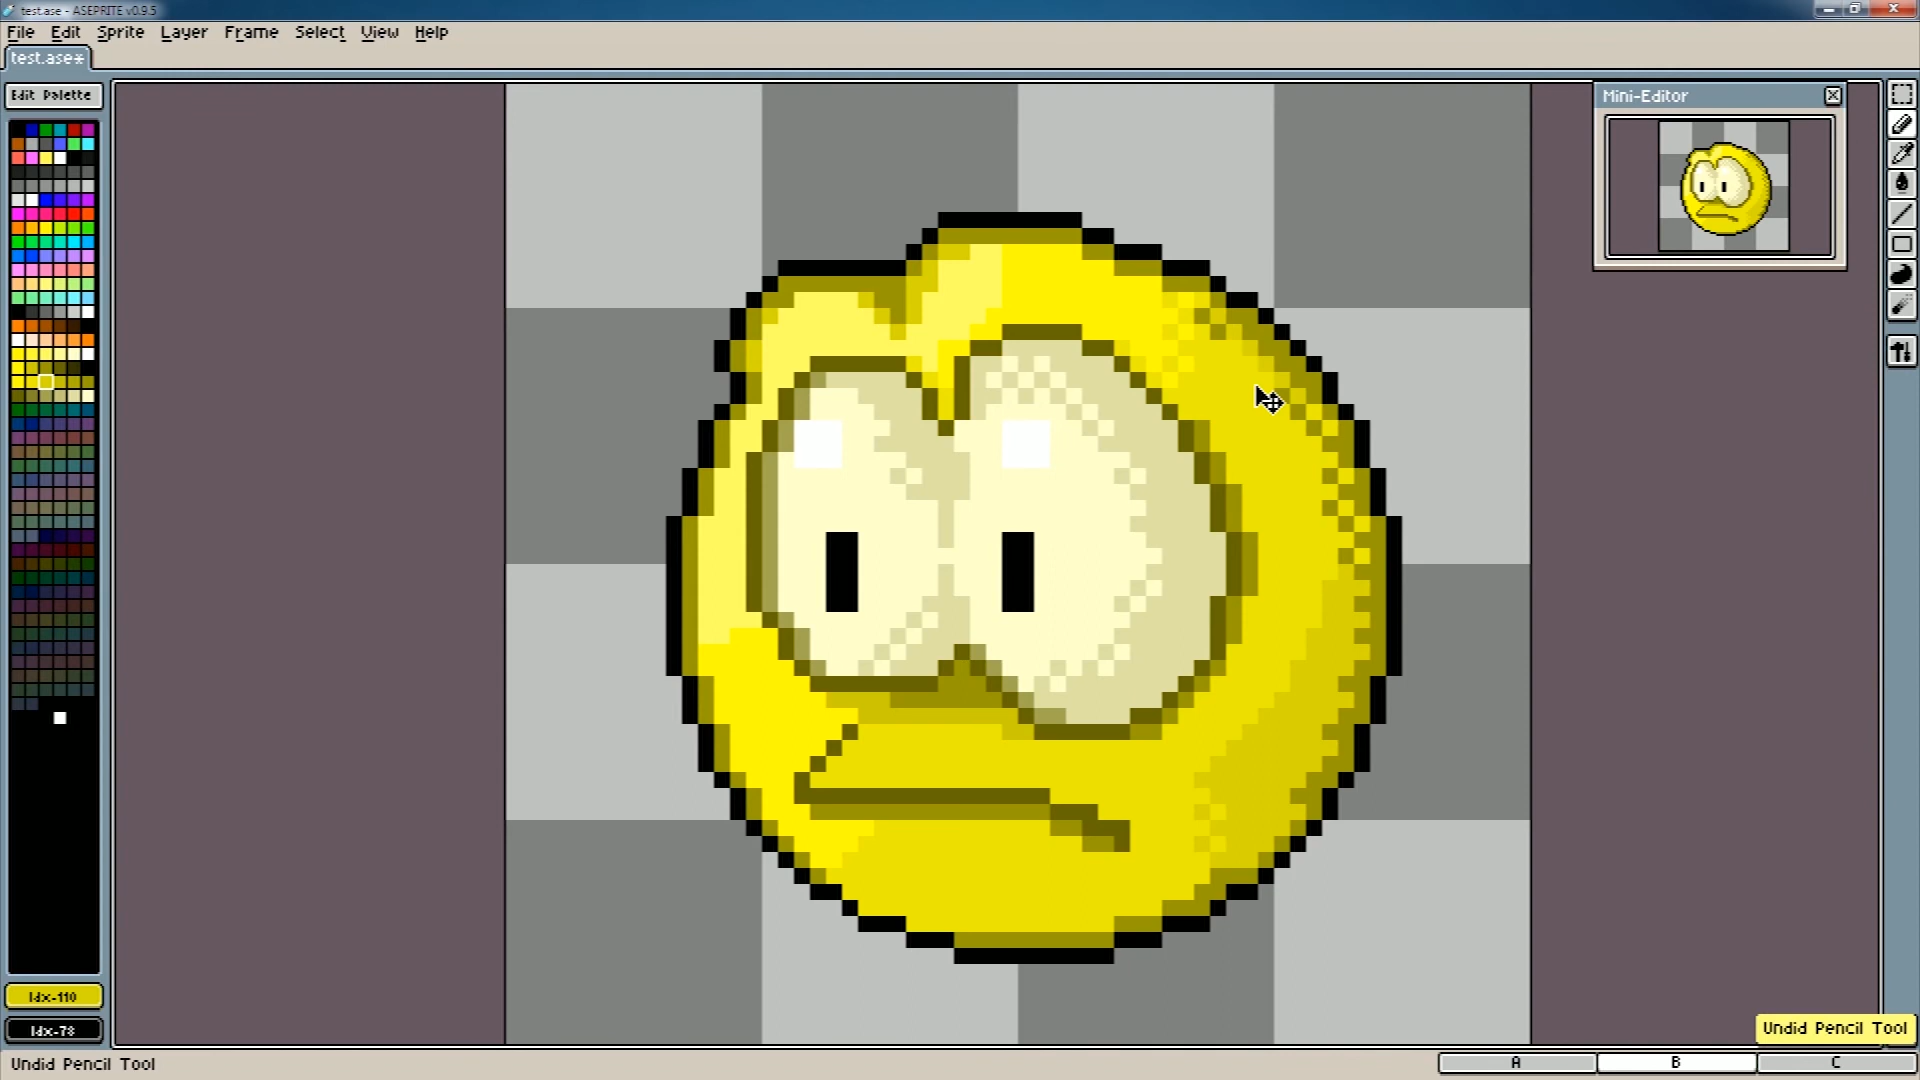 test.ase - ASEPRITE v0.9.5
File Edit Sprite Layer Frame Select View Help
test.ase*
Edit Palette
Mini-Editor
Idx-110
Idx-78
Undid Pencil Tool
Undid Pencil Tool
A B C